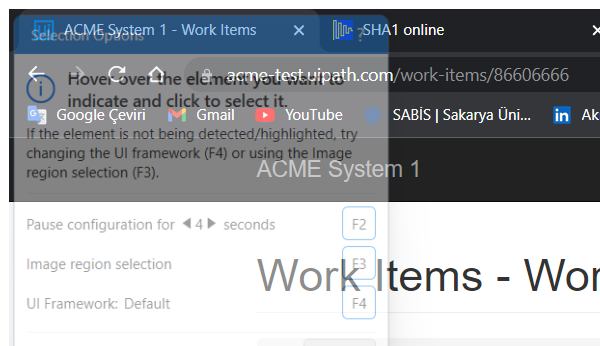 Selection Options ?
ACME System 1 - Work Items
SHA1 online
Hover over the element you want to
indicate and click to select it.
acme-test.uipath.com/work-items/86606666
Google Çeviri
Gmail
YouTube
SABİS | Sakarya Üni...
Ak
If the element is not being detected/highlighted, try
changing the UI framework (F4) or using the Image
region selection (F3).
ACME System 1
Pause configuration for 4 seconds F2
Image region selection F3
Work Items - Wor
UI Framework: Default F4